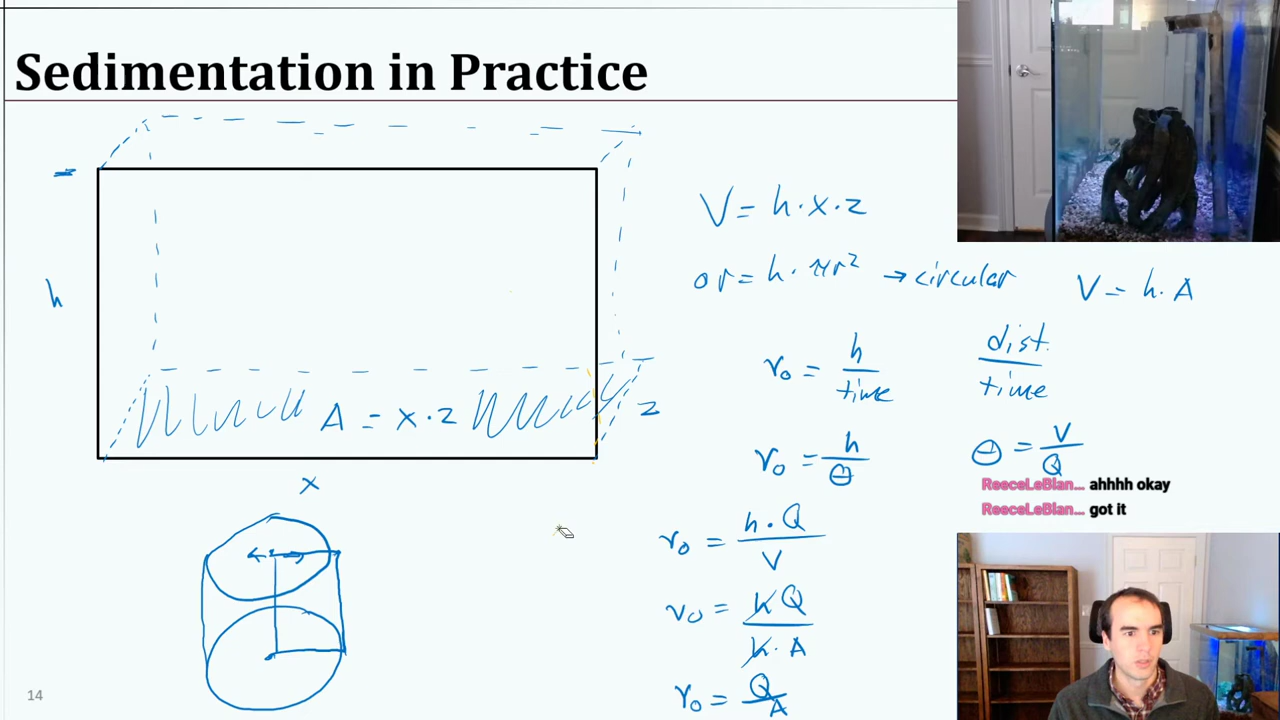 Sedimentation in Practice
h
A = x·z
z
x
V = h·x·z
or = h·πr² → circular
V = h·A
v₀ = h/time
dist./time
v₀ = h/Θ
Θ = V/Q
ReeceLeBlan... ahhhh okay
ReeceLeBlan... got it
v₀ = h·Q/V
v₀ = hQ/h·A
v₀ = Q/A
14